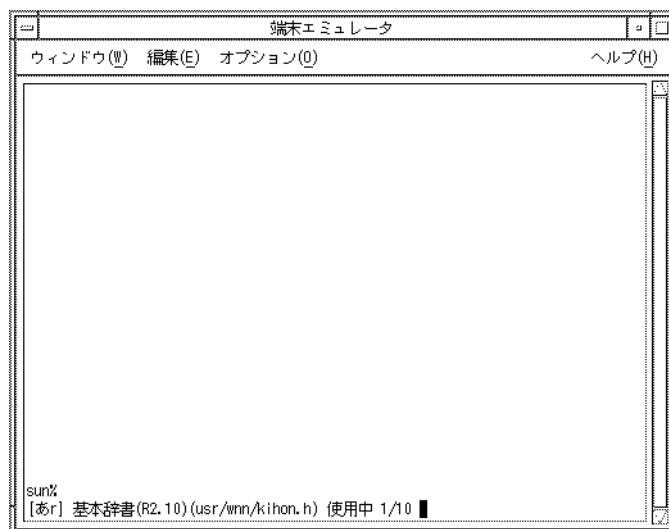 端末エミュレータ
ウィンドウ(W) 編集(E) オプション(O) ヘルプ(H)
sun%
[あr] 基本辞書(R2.10)(usr/wnn/kihon.h) 使用中 1/10